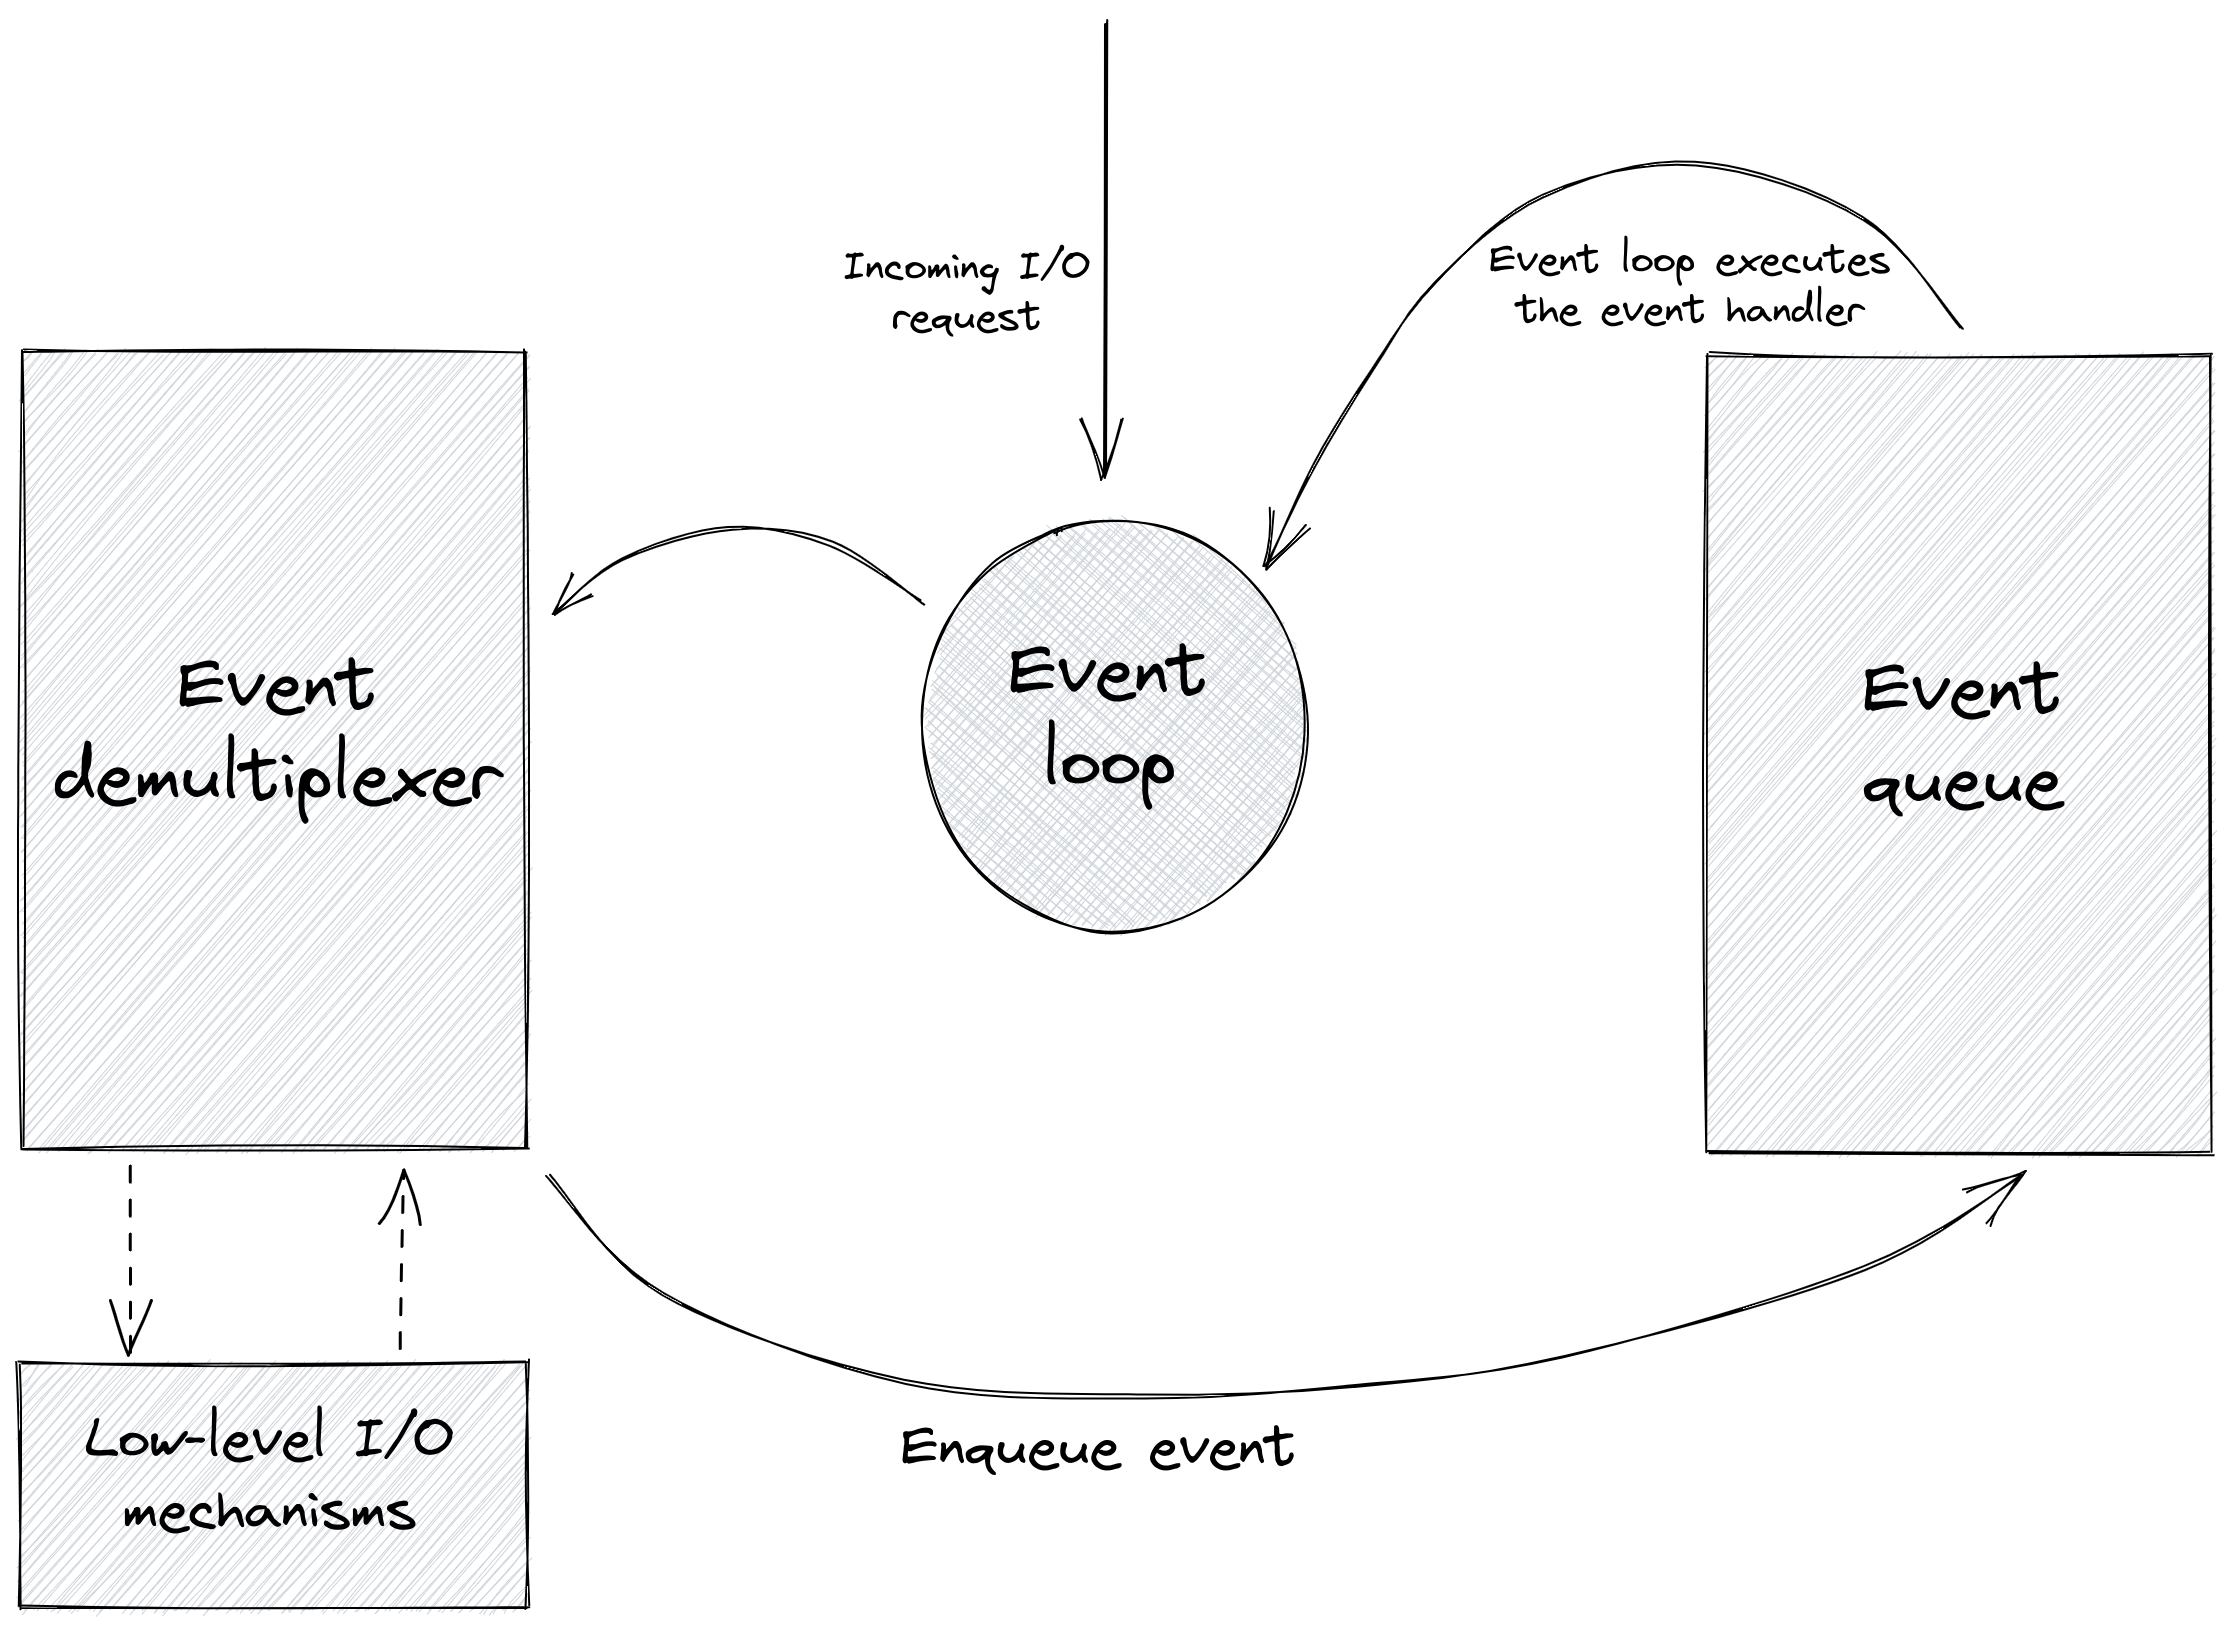 Incoming I/O
request
Event loop executes
the event handler
Event
demultiplexer
Event
loop
Event
queue
Low-level I/O
mechanisms
Enqueue event